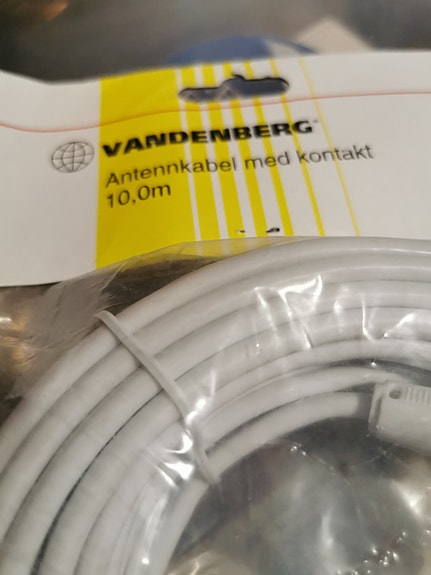 VANDENBERG
Antennkabel med kontakt
10,0m